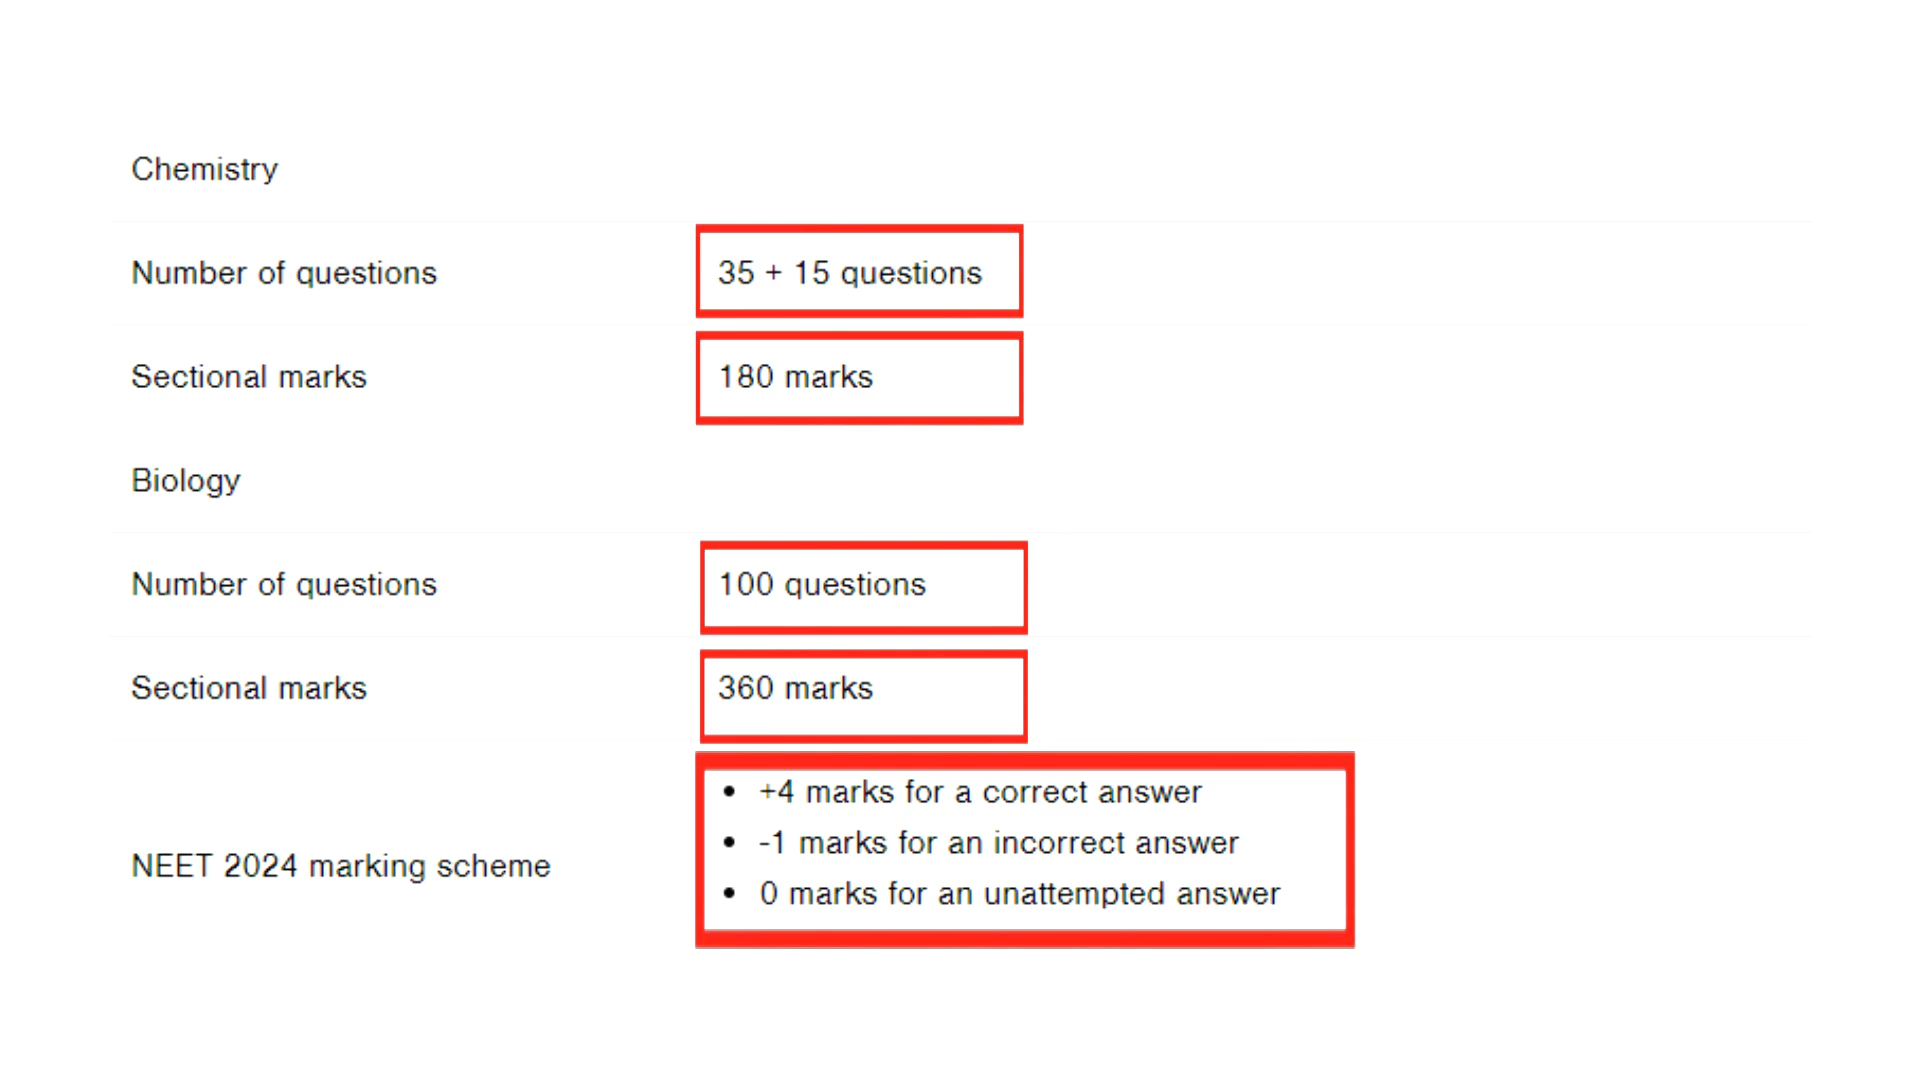 Chemistry
Number of questions 35 + 15 questions
Sectional marks 180 marks
Biology
Number of questions 100 questions
Sectional marks 360 marks
• +4 marks for a correct answer
• -1 marks for an incorrect answer
NEET 2024 marking scheme
• 0 marks for an unattempted answer